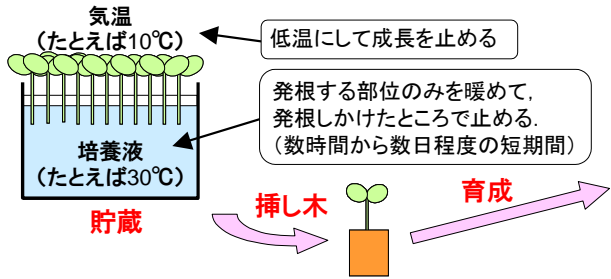 気温
（たとえば10℃）
低温にして成長を止める
発根する部位のみを暖めて，
発根しかけたところで止める．
（数時間から数日程度の短期間）
培養液
（たとえば30℃）
貯蔵
挿し木
育成